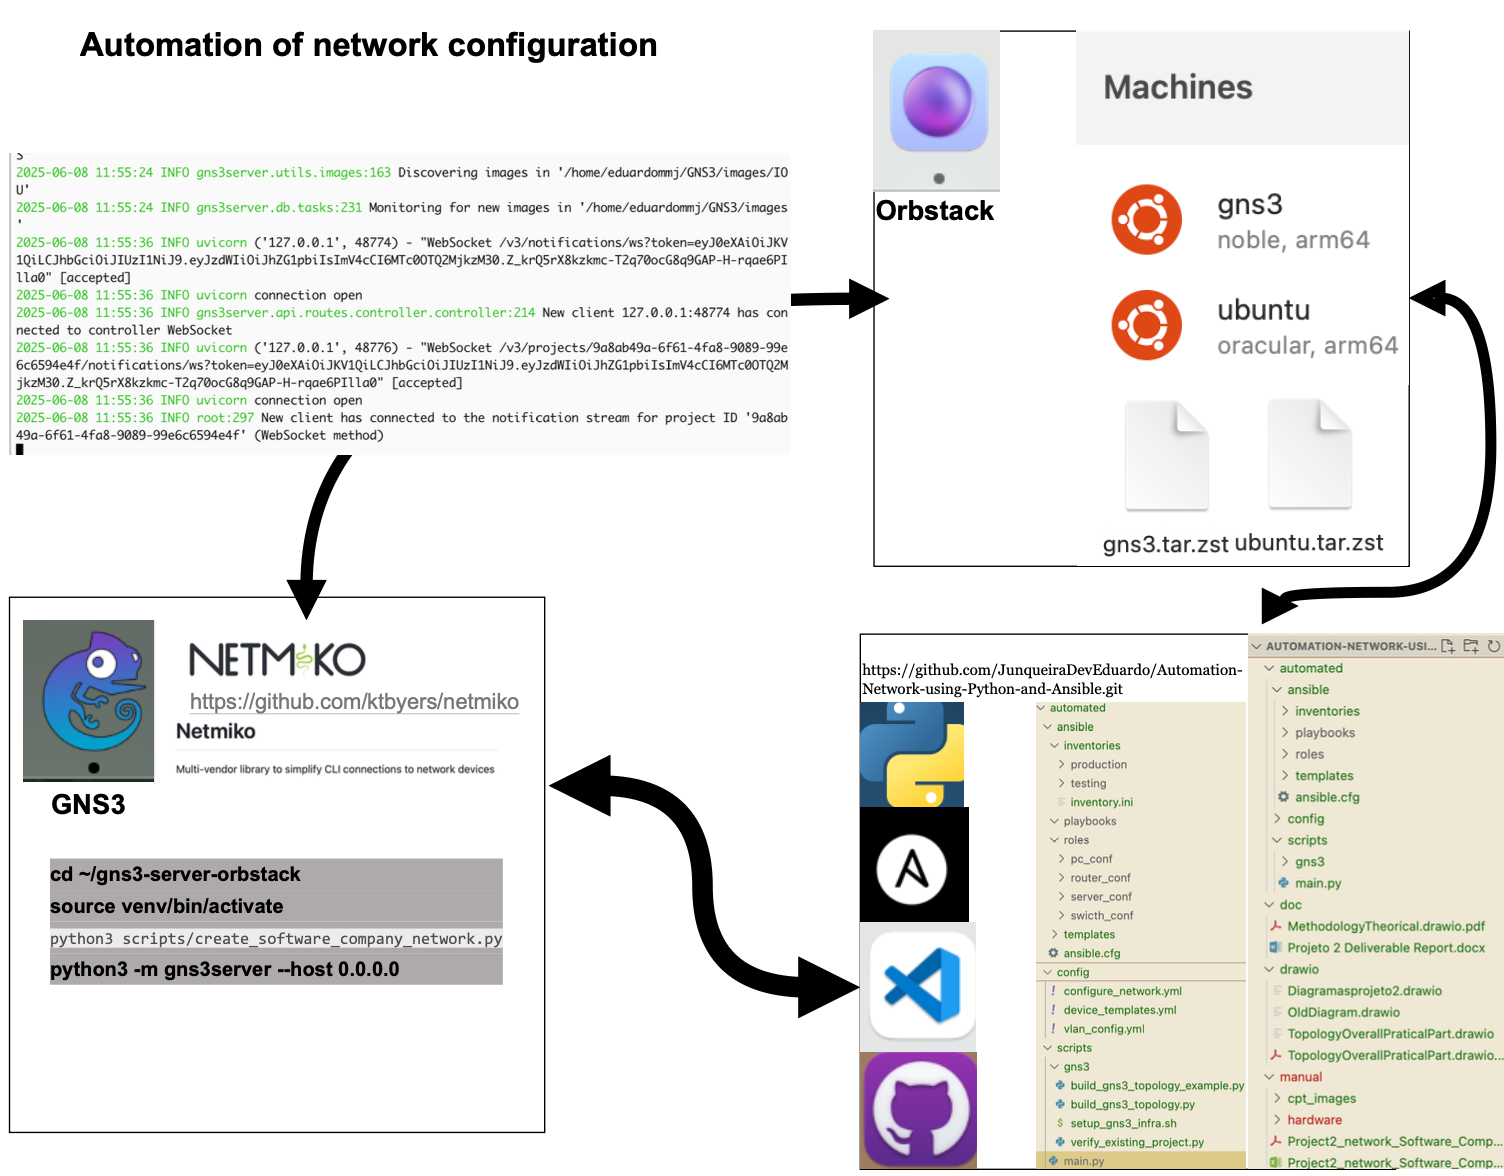 Automation of network configuration
S
2025-06-08 11:55:24 INFO gns3server.utils.images:163 Discovering images in '/home/eduardommj/GNS3/images/IO
U'
2025-06-08 11:55:24 INFO gns3server.db.tasks:231 Monitoring for new images in '/home/eduardommj/GNS3/images
'
2025-06-08 11:55:36 INFO uvicorn ('127.0.0.1', 48774) - "WebSocket /v3/notifications/ws?token=eyJ0eXAiOiJKV
1QiLCJhbGciOiJIUzI1NiJ9.eyJzdWIiOiJhZG1pbiIsImV4cCI6MTc0OTQ2MjkzM30.Z_krQ5rX8kzkmc-T2q70ocG8q9GAP-H-rqae6PI
lla0" [accepted]
2025-06-08 11:55:36 INFO uvicorn connection open
2025-06-08 11:55:36 INFO gns3server.api.routes.controller.controller:214 New client 127.0.0.1:48774 has con
nected to controller WebSocket
2025-06-08 11:55:36 INFO uvicorn ('127.0.0.1', 48776) - "WebSocket /v3/projects/9a8ab49a-6f61-4fa8-9089-99e
6c6594e4f/notifications/ws?token=eyJ0eXAiOiJKV1QiLCJhbGciOiJIUzI1NiJ9.eyJzdWIiOiJhZG1pbiIsImV4cCI6MTc0OTQ2M
jkzM30.Z_krQ5rX8kzkmc-T2q70ocG8q9GAP-H-rqae6PIlla0" [accepted]
2025-06-08 11:55:36 INFO uvicorn connection open
2025-06-08 11:55:36 INFO root:297 New client has connected to the notification stream for project ID '9a8ab
49a-6f61-4fa8-9089-99e6c6594e4f' (WebSocket method)
Orbstack
Machines
gns3
noble, arm64
ubuntu
oracular, arm64
gns3.tar.zst ubuntu.tar.zst
NETMIKO
https://github.com/ktbyers/netmiko
Netmiko
Multi-vendor library to simplify CLI connections to network devices
GNS3
cd ~/gns3-server-orbstack
source venv/bin/activate
python3 scripts/create_software_company_network.py
python3 -m gns3server --host 0.0.0.0
https://github.com/JunqueiraDevEduardo/Automation-
Network-using-Python-and-Ansible.git
automated
ansible
inventories
production
testing
inventory.ini
playbooks
roles
pc_conf
router_conf
server_conf
swicth_conf
templates
ansible.cfg
config
configure_network.yml
device_templates.yml
vlan_config.yml
scripts
gns3
build_gns3_topology_example.py
build_gns3_topology.py
setup_gns3_infra.sh
verify_existing_project.py
main.py
AUTOMATION-NETWORK-USI...
automated
ansible
inventories
playbooks
roles
templates
ansible.cfg
config
scripts
gns3
main.py
doc
MethodologyTheorical.drawio.pdf
Projeto 2 Deliverable Report.docx
drawio
Diagramasprojeto2.drawio
OldDiagram.drawio
TopologyOverallPraticalPart.drawio
TopologyOverallPraticalPart.drawio...
manual
cpt_images
hardware
Project2_network_Software_Comp...
Project2_network_Software_Comp...